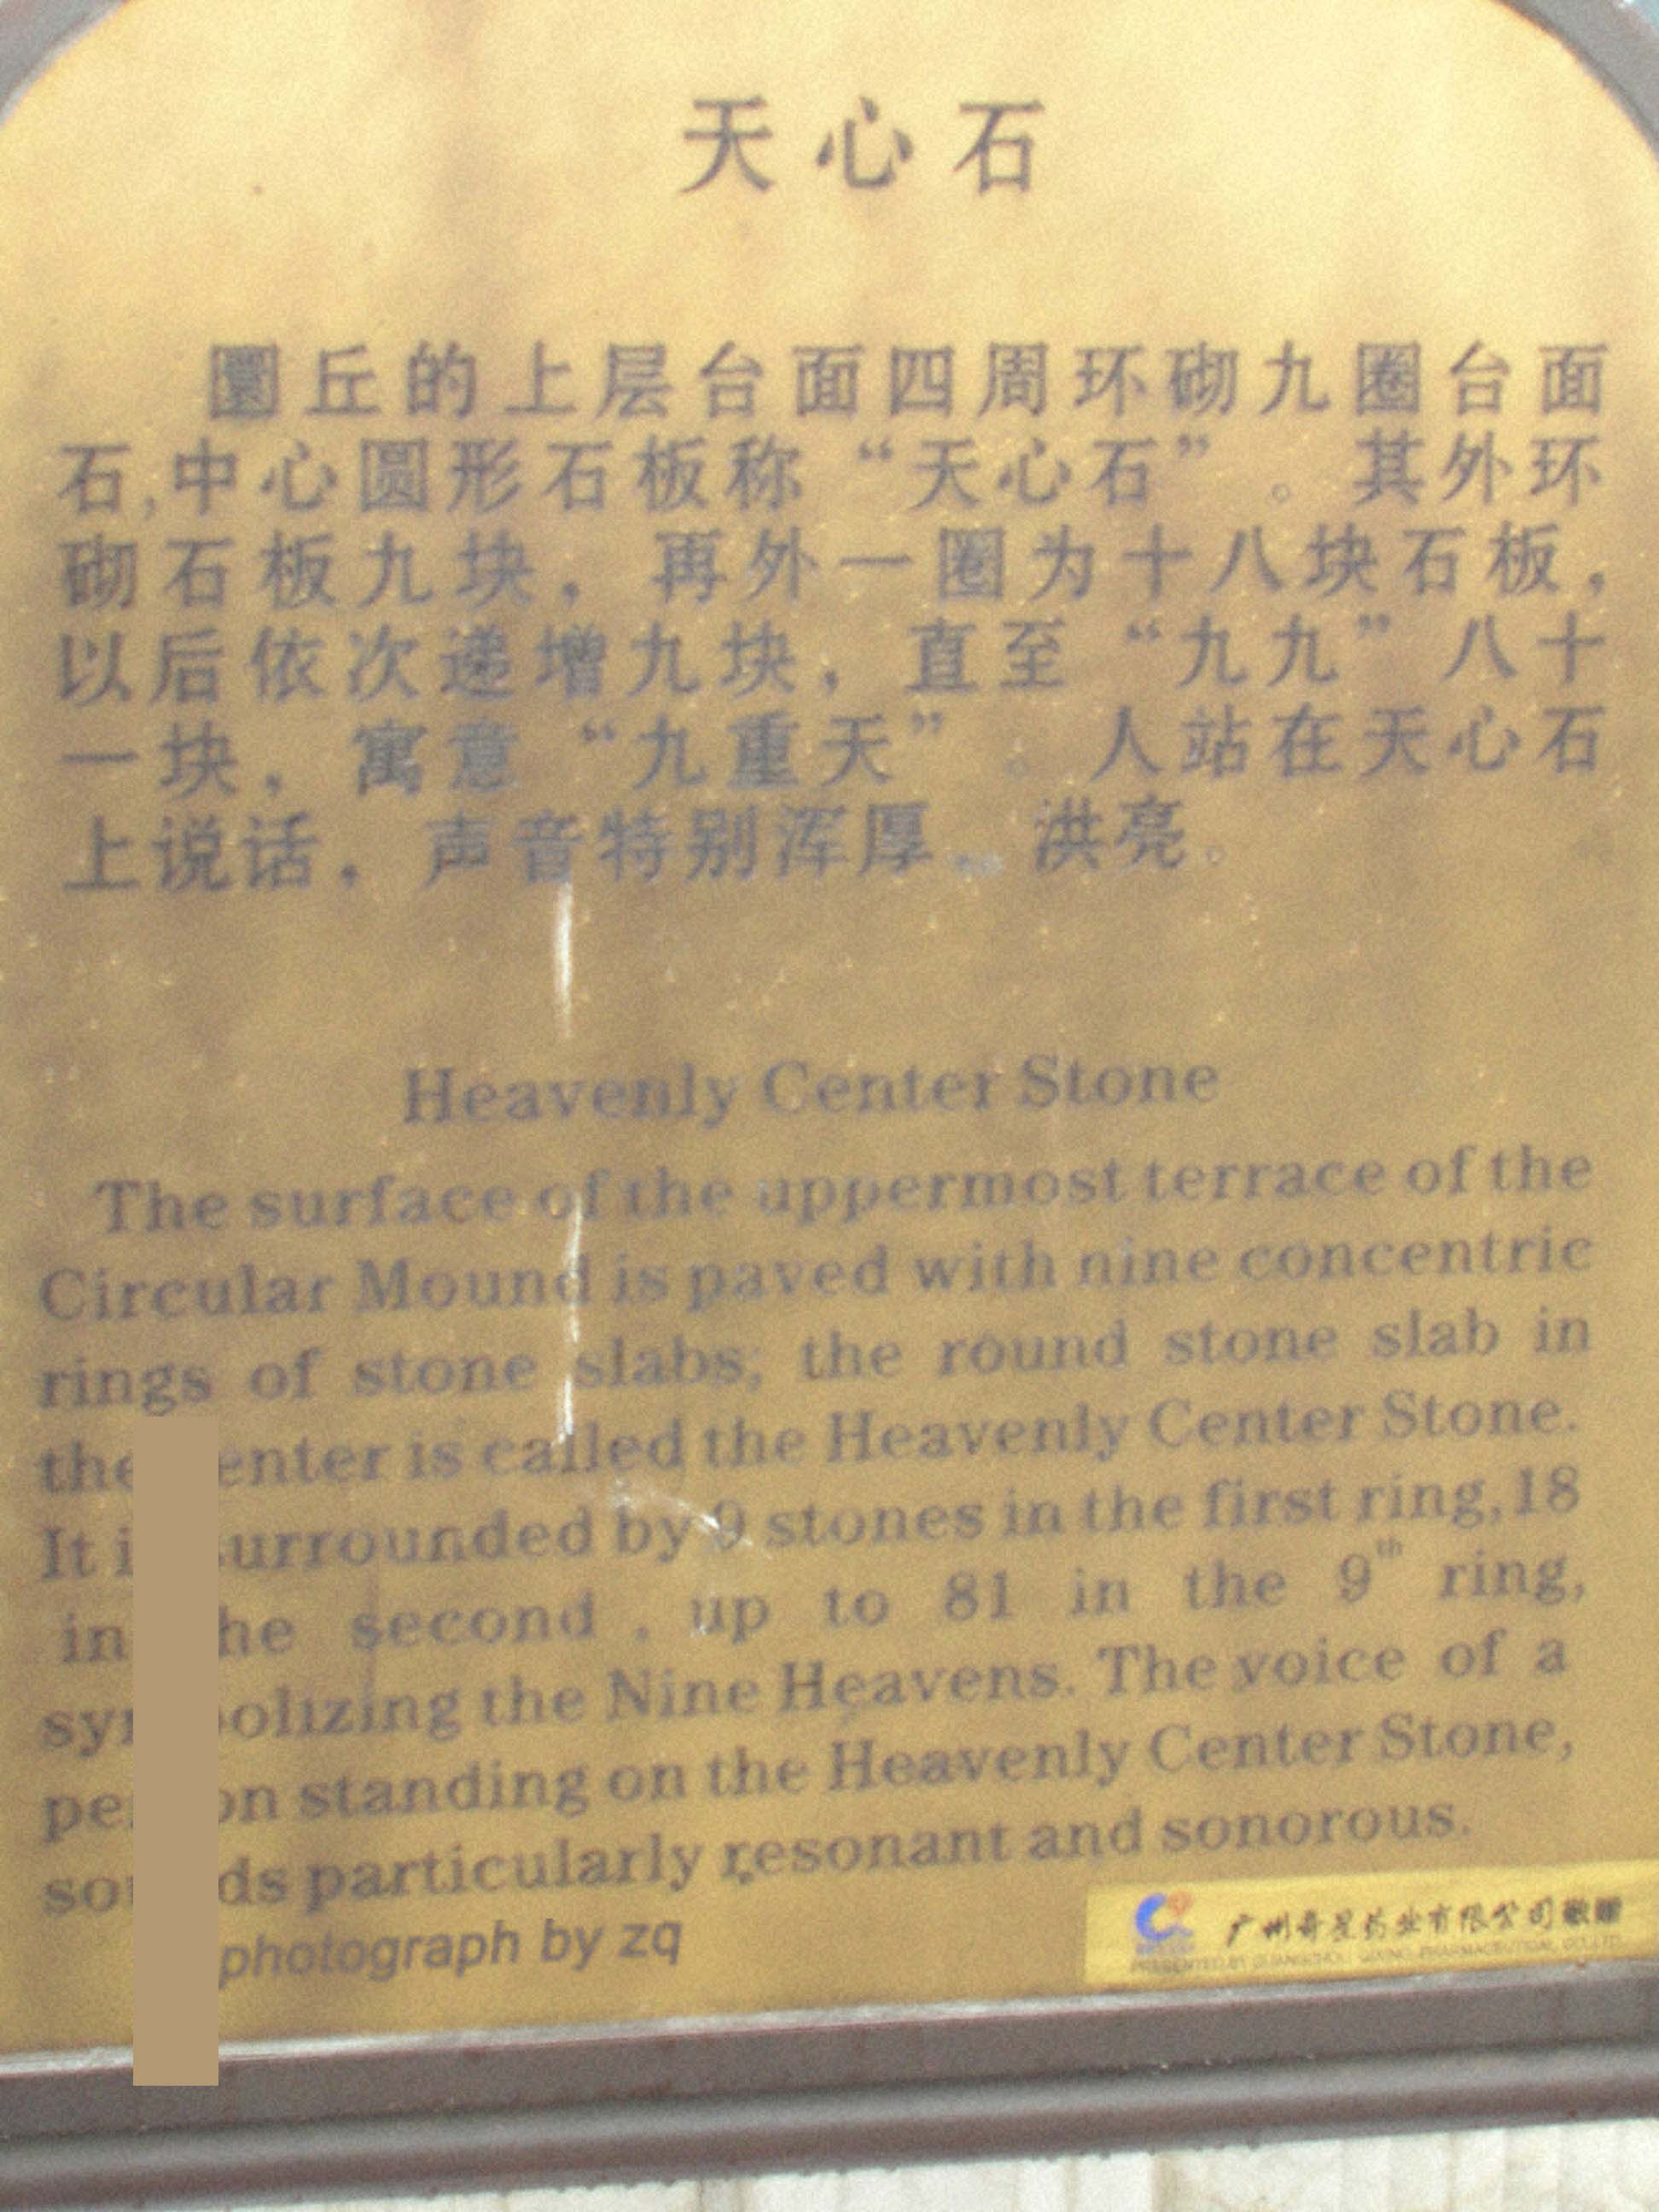 天心石
圜丘的上层台面四周环砌九圈台面
石,中心圆形石板称“天心石”。其外环
砌石板九块，再外一圈为十八块石板，
以后依次递增九块，直至“九九”八十
一块，寓意“九重天”。人站在天心石
上说话，声音特别浑厚、洪亮。
Heavenly Center Stone
The surface of the uppermost terrace of the
Circular Mound is paved with nine concentric
rings of stone slabs; the round stone slab in
is called the Heavenly Center Stone.
It by 9 stones in the first ring,18
in second . up to 81 in the 9th ring,
the Nine Heavens. The voice of a
standing on the Heavenly Center Stone,
particularly resonant and sonorous.
photograph by zq
广州奇星药业有限公司敬赠
PRESENTED BY GUANGZHOU QIXING PHARMACEUTICAL CO.,LTD.